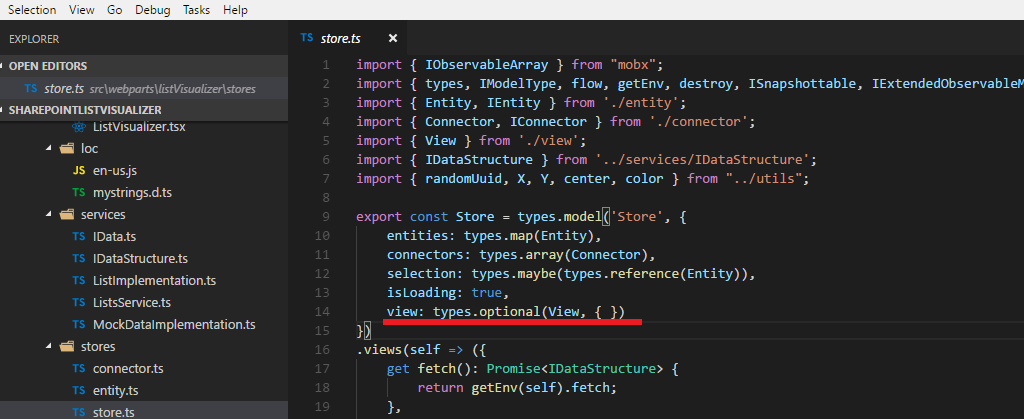 Selection View Go Debug Tasks Help
EXPLORER
OPEN EDITORS
TS store.ts src\webparts\listVisualizer\stores
SHAREPOINTLISTVISUALIZER
ListVisualizer.tsx
loc
JS en-us.js
TS mystrings.d.ts
services
TS IData.ts
TS IDataStructure.ts
TS ListImplementation.ts
TS ListsService.ts
TS MockDataImplementation.ts
stores
TS connector.ts
TS entity.ts
TS store.ts
TS store.ts ×
1 import { IObservableArray } from "mobx";
2 import { types, IModelType, flow, getEnv, destroy, ISnapshottable, IExtendedObservableM
3 import { Entity, IEntity } from './entity';
4 import { Connector, IConnector } from './connector';
5 import { View } from './view';
6 import { IDataStructure } from '../services/IDataStructure';
7 import { randomUuid, X, Y, center, color } from "../utils";
8
9 export const Store = types.model('Store', {
10 entities: types.map(Entity),
11 connectors: types.array(Connector),
12 selection: types.maybe(types.reference(Entity)),
13 isLoading: true,
14 view: types.optional(View, { })
15 })
16 .views(self => ({
17 get fetch(): Promise<IDataStructure> {
18 return getEnv(self).fetch;
19 },